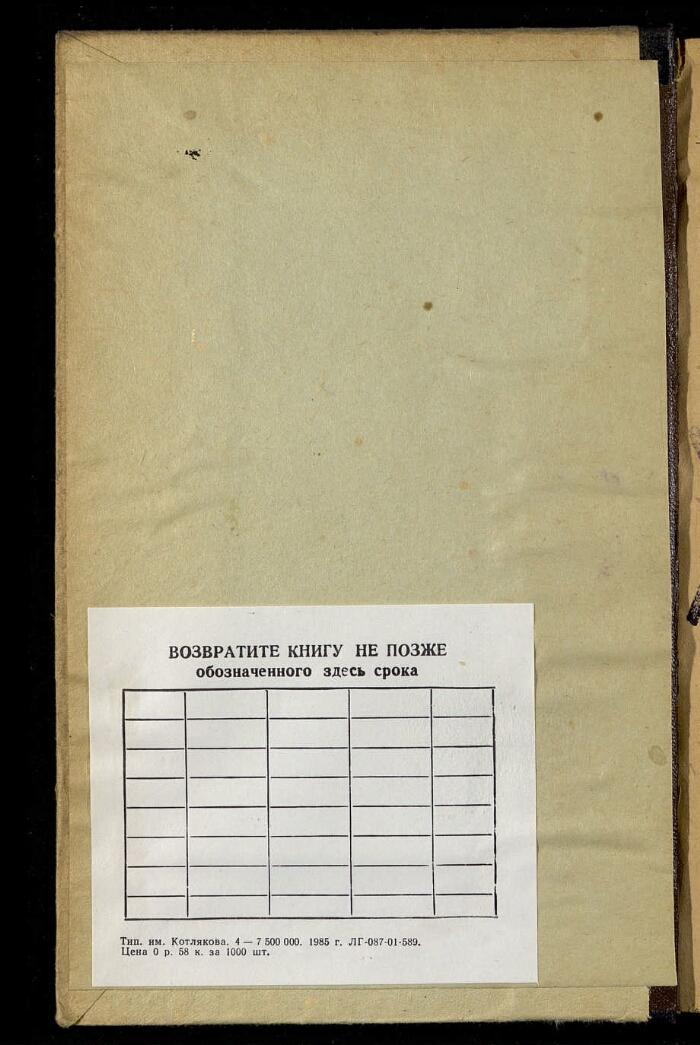 ВОЗВРАТИТЕ КНИГУ НЕ ПОЗЖЕ
обозначенного здесь срока
Тип. им. Котлякова. 4 — 7 500 000. 1985 г. ЛГ-087-01-589.
Цена 0 р. 58 к. за 1000 шт.